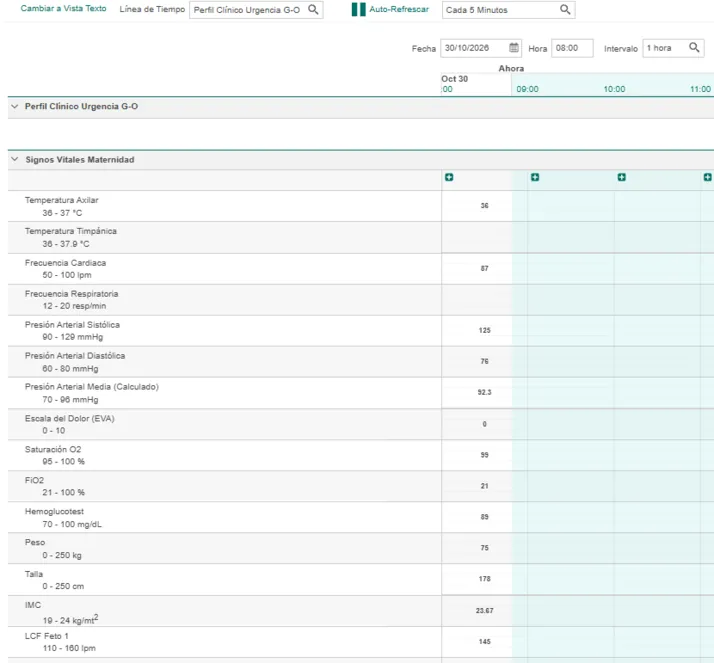 Cambiar a Vista Texto Línea de Tiempo Perfil Clínico Urgencia G-O Auto-Refrescar Cada 5 Minutos
Fecha 30/10/2026 Hora 08:00 Intervalo 1 hora
Ahora
Oct 30
:00 09:00 10:00 11:00
Perfil Clínico Urgencia G-O
Signos Vitales Maternidad
Temperatura Axilar
36 - 37 °C
36
Temperatura Timpánica
36 - 37.9 °C
Frecuencia Cardiaca
50 - 100 lpm
87
Frecuencia Respiratoria
12 - 20 resp/min
Presión Arterial Sistólica
90 - 129 mmHg
125
Presión Arterial Diastólica
60 - 80 mmHg
76
Presión Arterial Media (Calculado)
70 - 96 mmHg
92.3
Escala del Dolor (EVA)
0 - 10
0
Saturación O2
95 - 100 %
99
FiO2
21 - 100 %
21
Hemoglucotest
70 - 100 mg/dL
89
Peso
0 - 250 kg
75
Talla
0 - 250 cm
178
IMC
19 - 24 kg/mt2
23.67
LCF Feto 1
110 - 160 lpm
145